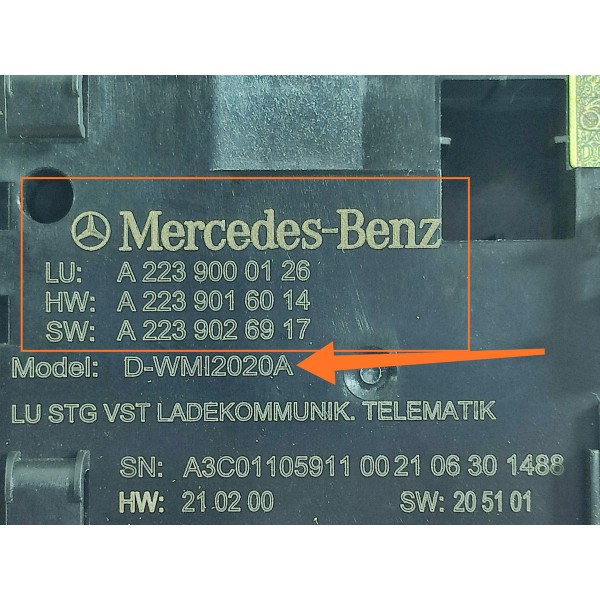 Mercedes-Benz
LU: A 223 900 01 26
HW: A 223 901 60 14
SW: A 223 902 69 17
Model: D-WMI2020A
LU STG VST LADEKOMMUNIK. TELEMATIK
SN: A3C01105911 00 21 06 30 1488
HW: 21 02 00
SW: 20 51 01